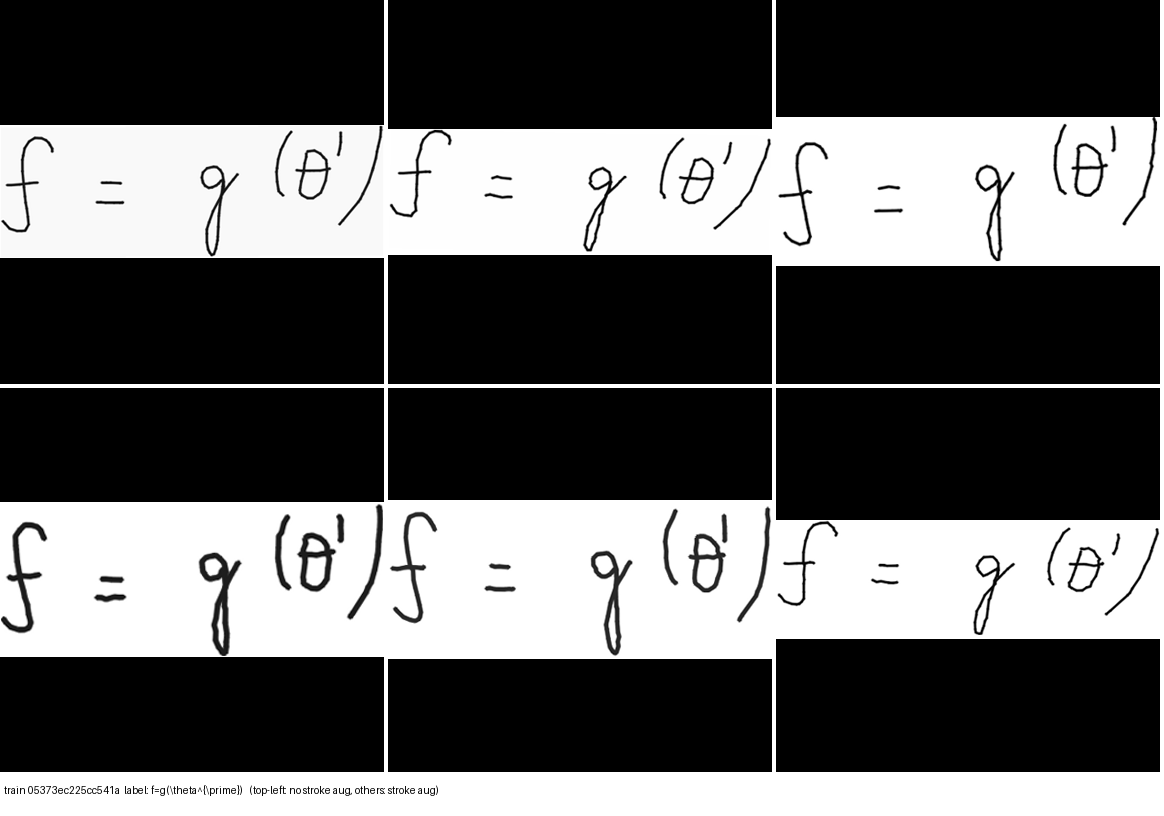 f = g (θ') f = g (θ') f = g (θ')
f = g (θ') f = g (θ') f = g (θ')
train 05373ec225cc541a label: f=g(\theta^{\prime}) (top-left: no stroke aug, others: stroke aug)